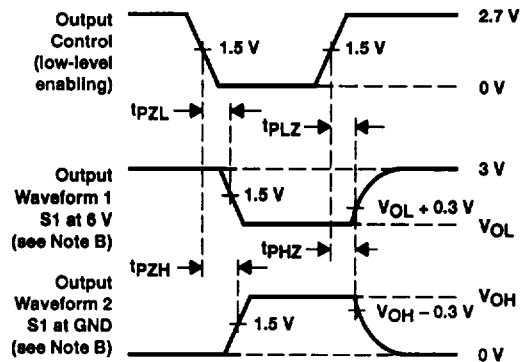 Output
Control
(low-level
enabling)
2.7 V
1.5 V
1.5 V
0 V
tPZL
tPLZ
Output
Waveform 1
S1 at 6 V
(see Note B)
3 V
1.5 V
VOL + 0.3 V
VOL
tPZH
tPHZ
Output
Waveform 2
S1 at GND
(see Note B)
VOH
1.5 V
VOH – 0.3 V
0 V